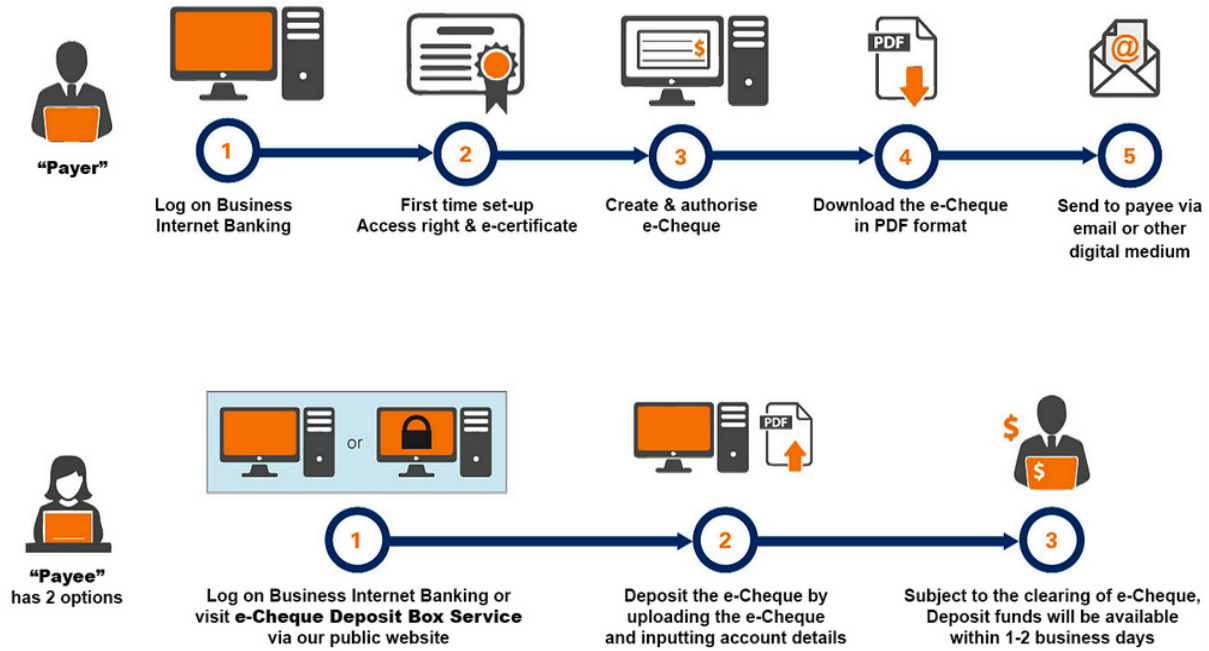 PDF
$
@
"Payer"
1
2
3
4
5
Log on Business
Internet Banking
First time set-up
Access right & e-certificate
Create & authorise
e-Cheque
Download the e-Cheque
in PDF format
Send to payee via
email or other
digital medium
or
PDF
$
$
"Payee"
has 2 options
1
2
3
Log on Business Internet Banking or
visit e-Cheque Deposit Box Service
via our public website
Deposit the e-Cheque by
uploading the e-Cheque
and inputting account details
Subject to the clearing of e-Cheque,
Deposit funds will be available
within 1-2 business days